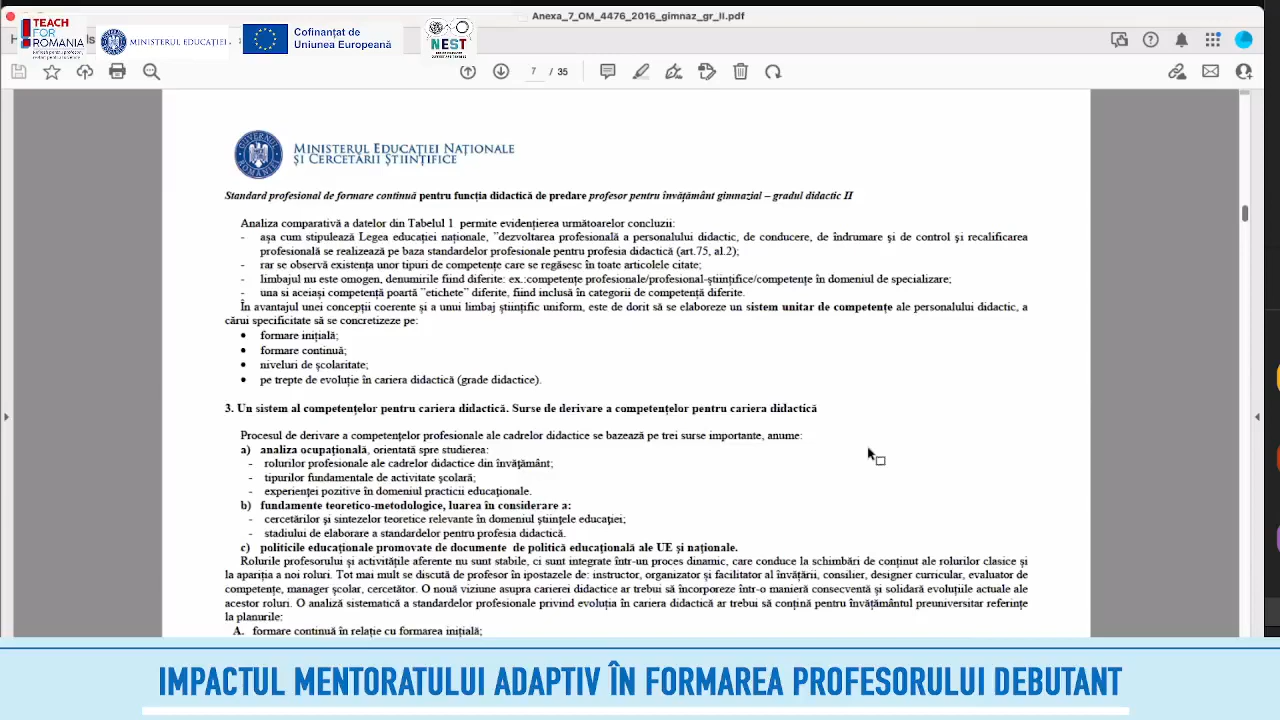 Anexa_7_OM_4476_2016_gimnaz_gr_II.pdf
TEACH
FOR
ROMANIA
MINISTERUL EDUCAȚIEI
Cofinanțat de
Uniunea Europeană
NEST
7 / 35
MINISTERUL EDUCAȚIEI NAȚIONALE
ȘI CERCETĂRII ȘTIINȚIFICE
Standard profesional de formare continuă pentru funcția didactică de predare profesor pentru învățământ gimnazial – gradul didactic II
Analiza comparativă a datelor din Tabelul 1 permite evidențierea următoarelor concluzii:
- așa cum stipulează Legea educației naționale, ”dezvoltarea profesională a personalului didactic, de conducere, de îndrumare și de control și recalificarea
profesională se realizează pe baza standardelor profesionale pentru profesia didactică (art.75, al.2);
- rar se observă existența unor tipuri de competențe care se regăsesc în toate articolele citate;
- limbajul nu este omogen, denumirile fiind diferite: ex.:competențe profesionale/profesional-științifice/competențe în domeniul de specializare;
- una si aceiași competență poartă ”etichete” diferite, fiind inclusă în categorii de competență diferite.
În avantajul unei concepții coerente și a unui limbaj științific uniform, este de dorit să se elaboreze un sistem unitar de competențe ale personalului didactic, a
cărui specificitate să se concretizeze pe:
• formare inițială;
• formare continuă;
• niveluri de școlaritate;
• pe trepte de evoluție în cariera didactică (grade didactice).
3. Un sistem al competențelor pentru cariera didactică. Surse de derivare a competențelor pentru cariera didactică
Procesul de derivare a competențelor profesionale ale cadrelor didactice se bazează pe trei surse importante, anume:
a) analiza ocupațională, orientată spre studierea:
- rolurilor profesionale ale cadrelor didactice din învățământ;
- tipurilor fundamentale de activitate școlară;
- experienței pozitive în domeniul practicii educaționale.
b) fundamente teoretico-metodologice, luarea în considerare a:
- cercetărilor și sintezelor teoretice relevante în domeniul științele educației;
- stadiului de elaborare a standardelor pentru profesia didactică.
c) politicile educaționale promovate de documente de politică educațională ale UE și naționale.
Rolurile profesorului și activitățile aferente nu sunt stabile, ci sunt integrate într-un proces dinamic, care conduce la schimbări de conținut ale rolurilor clasice și
la apariția a noi roluri. Tot mai mult se discută de profesor în ipostazele de: instructor, organizator și facilitator al învățării, consilier, designer curricular, evaluator de
competențe, manager școlar, cercetător. O nouă viziune asupra carierei didactice ar trebui să încorporeze într-o manieră consecventă și solidară evoluțiile actuale ale
acestor roluri. O analiză sistematică a standardelor profesionale privind evoluția în cariera didactică ar trebui să conțină pentru învățământul preuniversitar referințe
la planurile:
A. formare continuă în relație cu formarea inițială;
IMPACTUL MENTORATULUI ADAPTIV ÎN FORMAREA PROFESORULUI DEBUTANT